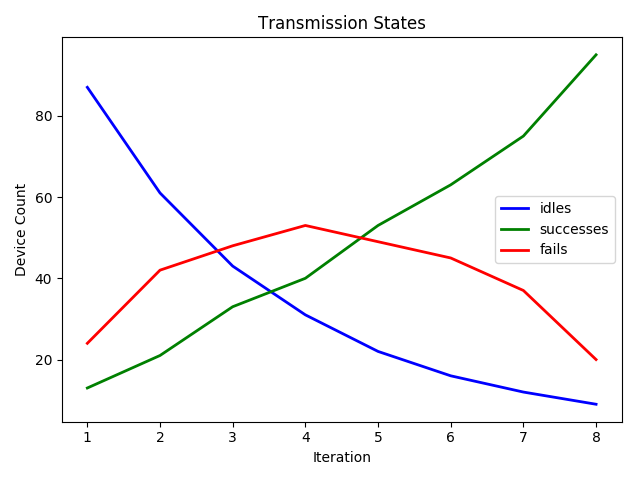 Transmission States
Device Count
80
60
40
20
idles
successes
fails
1 2 3 4 5 6 7 8
Iteration